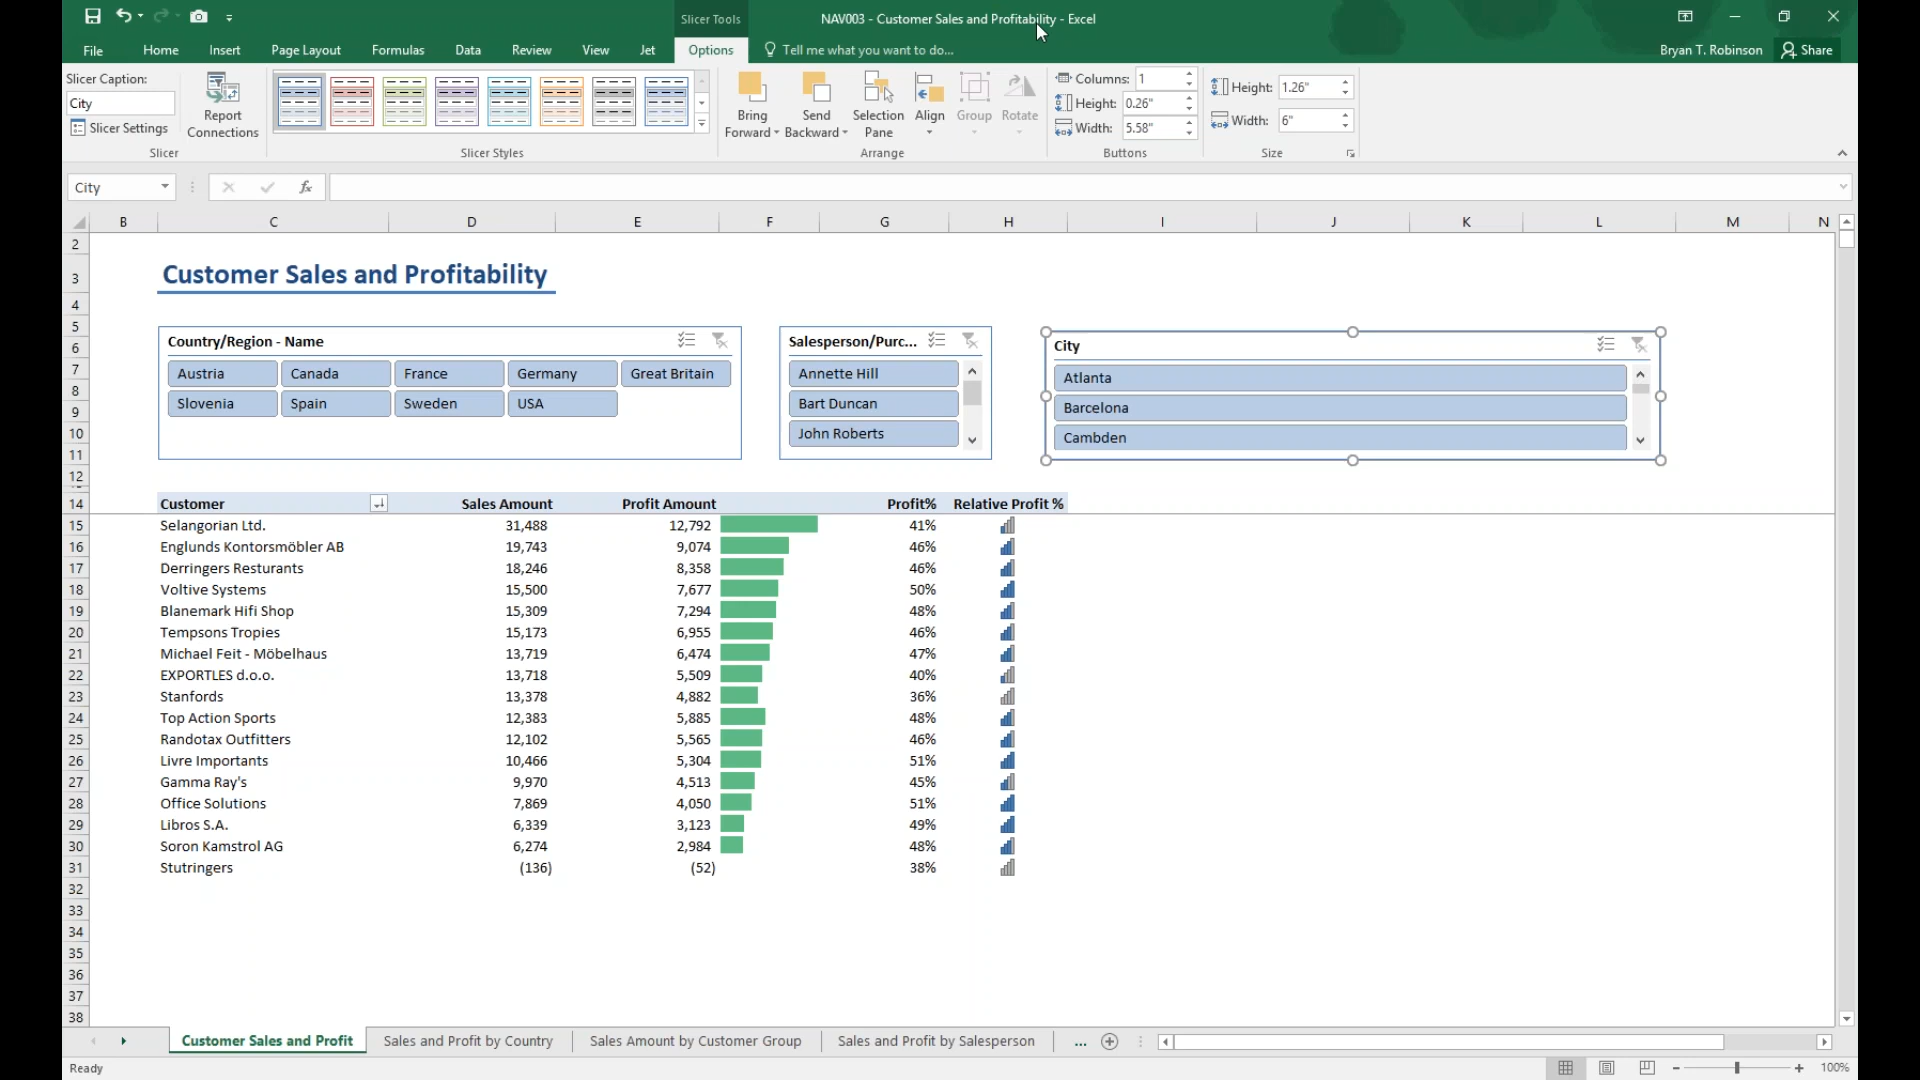 Slicer Tools
NAV003 - Customer Sales and Profitability - Excel
File Home Insert Page Layout Formulas Data Review View Jet Options Tell me what you want to do... Bryan T. Robinson Share
Slicer Caption:
City
Slicer Settings
Report Connections
Slicer
Slicer Styles
Bring Forward
Send Backward
Selection Pane
Align
Group
Rotate
Arrange
Columns: 1
Height: 0.26"
Width: 5.58"
Buttons
Height: 1.26"
Width: 6"
Size
City fx
B C D E F G H I J K L M N
2
3
4
5
6
7
8
9
10
11
12
Customer Sales and Profitability
Country/Region - Name
Austria Canada France Germany Great Britain
Slovenia Spain Sweden USA
Salesperson/Purc...
Annette Hill
Bart Duncan
John Roberts
City
Atlanta
Barcelona
Cambden
14 Customer Sales Amount Profit Amount Profit% Relative Profit %
15 Selangorian Ltd. 31,488 12,792 41%
16 Englunds Kontorsmöbler AB 19,743 9,074 46%
17 Derringers Resturants 18,246 8,358 46%
18 Voltive Systems 15,500 7,677 50%
19 Blanemark Hifi Shop 15,309 7,294 48%
20 Tempsons Tropies 15,173 6,955 46%
21 Michael Feit - Möbelhaus 13,719 6,474 47%
22 EXPORTLES d.o.o. 13,718 5,509 40%
23 Stanfords 13,378 4,882 36%
24 Top Action Sports 12,383 5,885 48%
25 Randotax Outfitters 12,102 5,565 46%
26 Livre Importants 10,466 5,304 51%
27 Gamma Ray's 9,970 4,513 45%
28 Office Solutions 7,869 4,050 51%
29 Libros S.A. 6,339 3,123 49%
30 Soron Kamstrol AG 6,274 2,984 48%
31 Stutringers (136) (52) 38%
32
33
34
35
36
37
38
Customer Sales and Profit Sales and Profit by Country Sales Amount by Customer Group Sales and Profit by Salesperson ...
Ready 100%